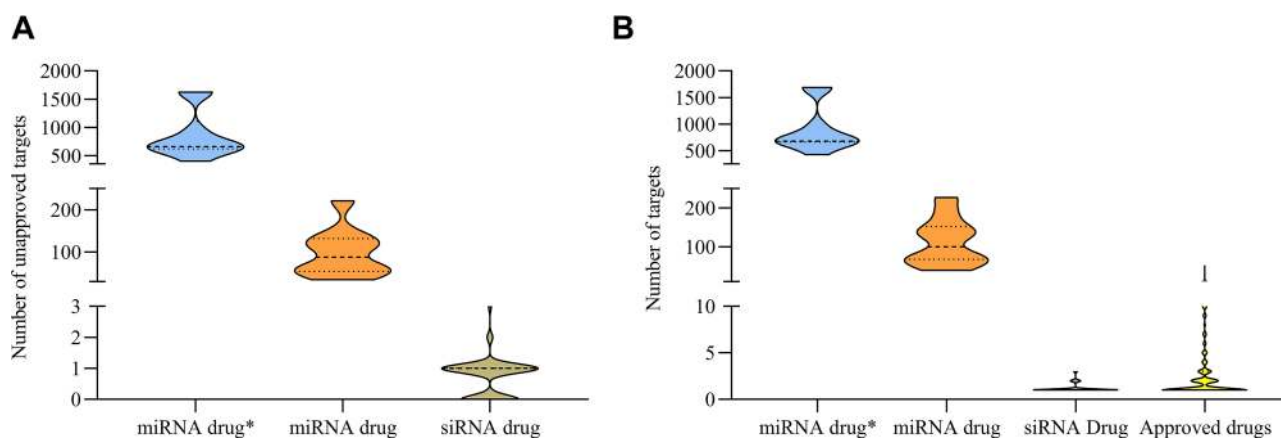 A
Number of unapproved targets
2000
1500
1000
500
200
100
3
2
1
0
miRNA drug*
miRNA drug
siRNA drug
B
Number of targets
2000
1500
1000
500
200
100
10
5
0
miRNA drug*
miRNA drug
siRNA Drug
Approved drugs